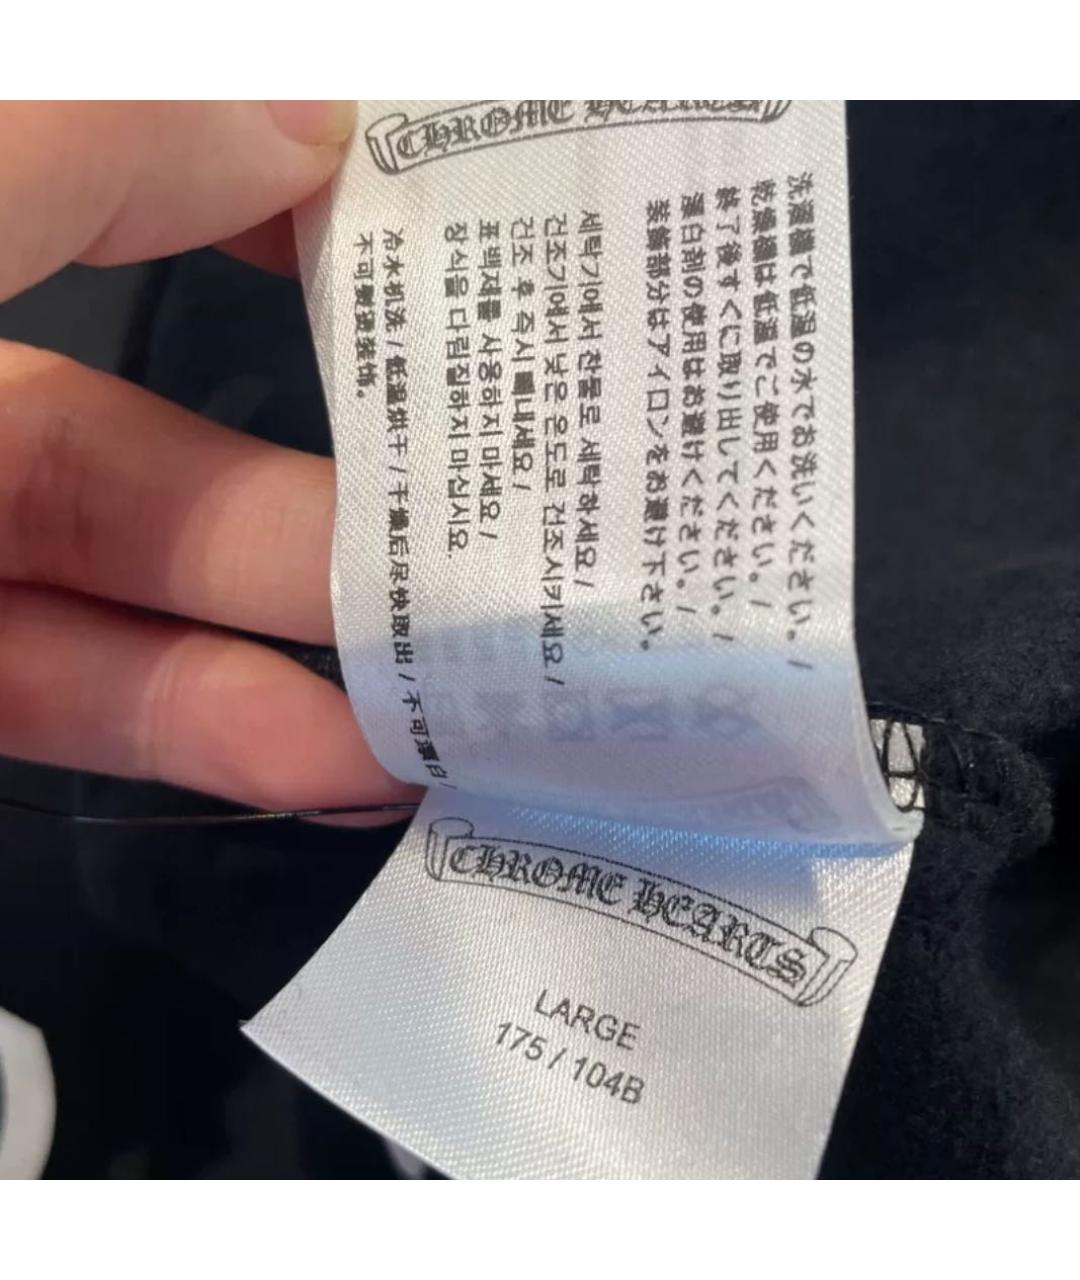 CHROME HEARTS
洗濯機で低温の水でお洗いください。/
乾燥機は低温でご使用ください。/
終了後すぐに取り出してください。/
漂白剤の使用はお避けください。/
装飾部分はアイロンをお避け下さい。
세탁기에서 찬물로 세탁하세요 /
건조기에서 낮은 온도로 건조시키세요 /
건조 후 즉시 빼내세요 /
표백제를 사용하지 마세요 /
장식을 다림질하지 마십시요.
冷水机洗 / 低温烘干 / 干燥后尽快取出 / 不可漂白 /
不可熨烫装饰。
CHROME HEARTS
LARGE
175 / 104B